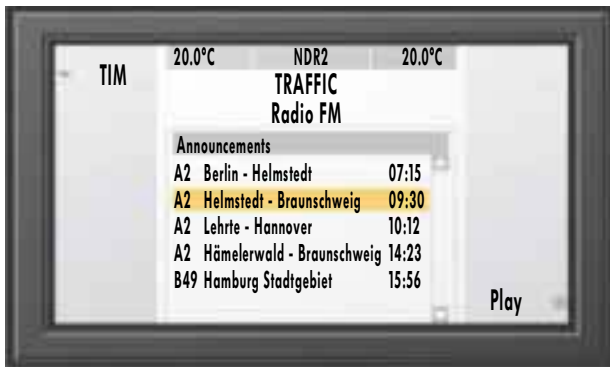 20.0°C NDR2 20.0°C
TIM
TRAFFIC
Radio FM
Announcements
A2 Berlin - Helmstedt 07:15
A2 Helmstedt - Braunschweig 09:30
A2 Lehrte - Hannover 10:12
A2 Hämelerwald - Braunschweig 14:23
B49 Hamburg Stadtgebiet 15:56
Play